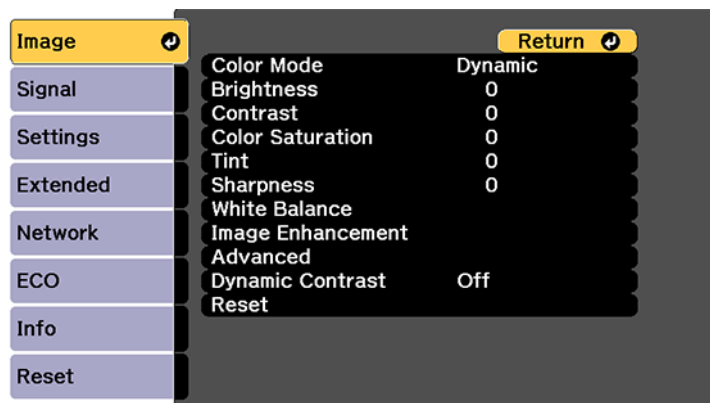 Image
Signal
Settings
Extended
Network
ECO
Info
Reset
Return
Color Mode Dynamic
Brightness 0
Contrast 0
Color Saturation 0
Tint 0
Sharpness 0
White Balance
Image Enhancement
Advanced
Dynamic Contrast Off
Reset